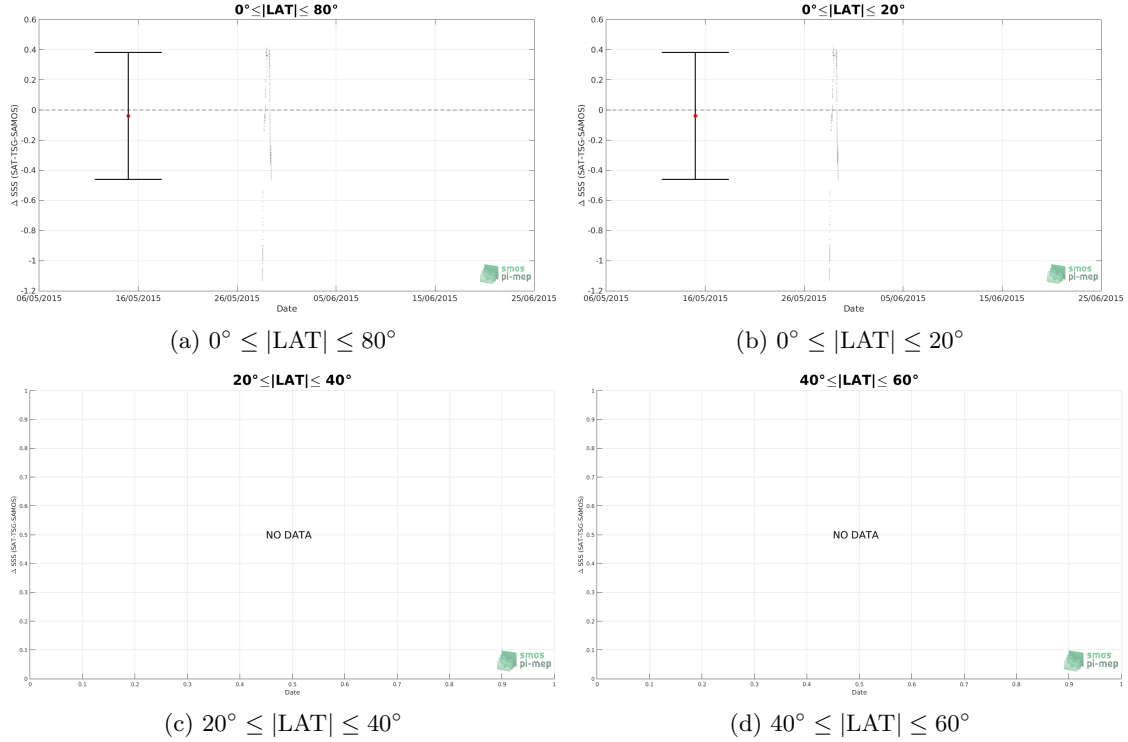 0°≤|LAT|≤ 80°
Δ SSS (SAT-TSG-SAMOS)
0.6
0.4
0.2
0
-0.2
-0.4
-0.6
-0.8
-1
-1.2
06/05/2015 16/05/2015 26/05/2015 05/06/2015 15/06/2015 25/06/2015
Date
smos
pi-mep
(a) 0° ≤ |LAT| ≤ 80°
0°≤|LAT|≤ 20°
Δ SSS (SAT-TSG-SAMOS)
0.6
0.4
0.2
0
-0.2
-0.4
-0.6
-0.8
-1
-1.2
06/05/2015 16/05/2015 26/05/2015 05/06/2015 15/06/2015 25/06/2015
Date
smos
pi-mep
(b) 0° ≤ |LAT| ≤ 20°
20°≤|LAT|≤ 40°
Δ SSS (SAT-TSG-SAMOS)
1
0.9
0.8
0.7
0.6
0.5
0.4
0.3
0.2
0.1
0
NO DATA
0 0.1 0.2 0.3 0.4 0.5 0.6 0.7 0.8 0.9 1
Date
smos
pi-mep
(c) 20° ≤ |LAT| ≤ 40°
40°≤|LAT|≤ 60°
Δ SSS (SAT-TSG-SAMOS)
1
0.9
0.8
0.7
0.6
0.5
0.4
0.3
0.2
0.1
0
NO DATA
0 0.1 0.2 0.3 0.4 0.5 0.6 0.7 0.8 0.9 1
Date
smos
pi-mep
(d) 40° ≤ |LAT| ≤ 60°